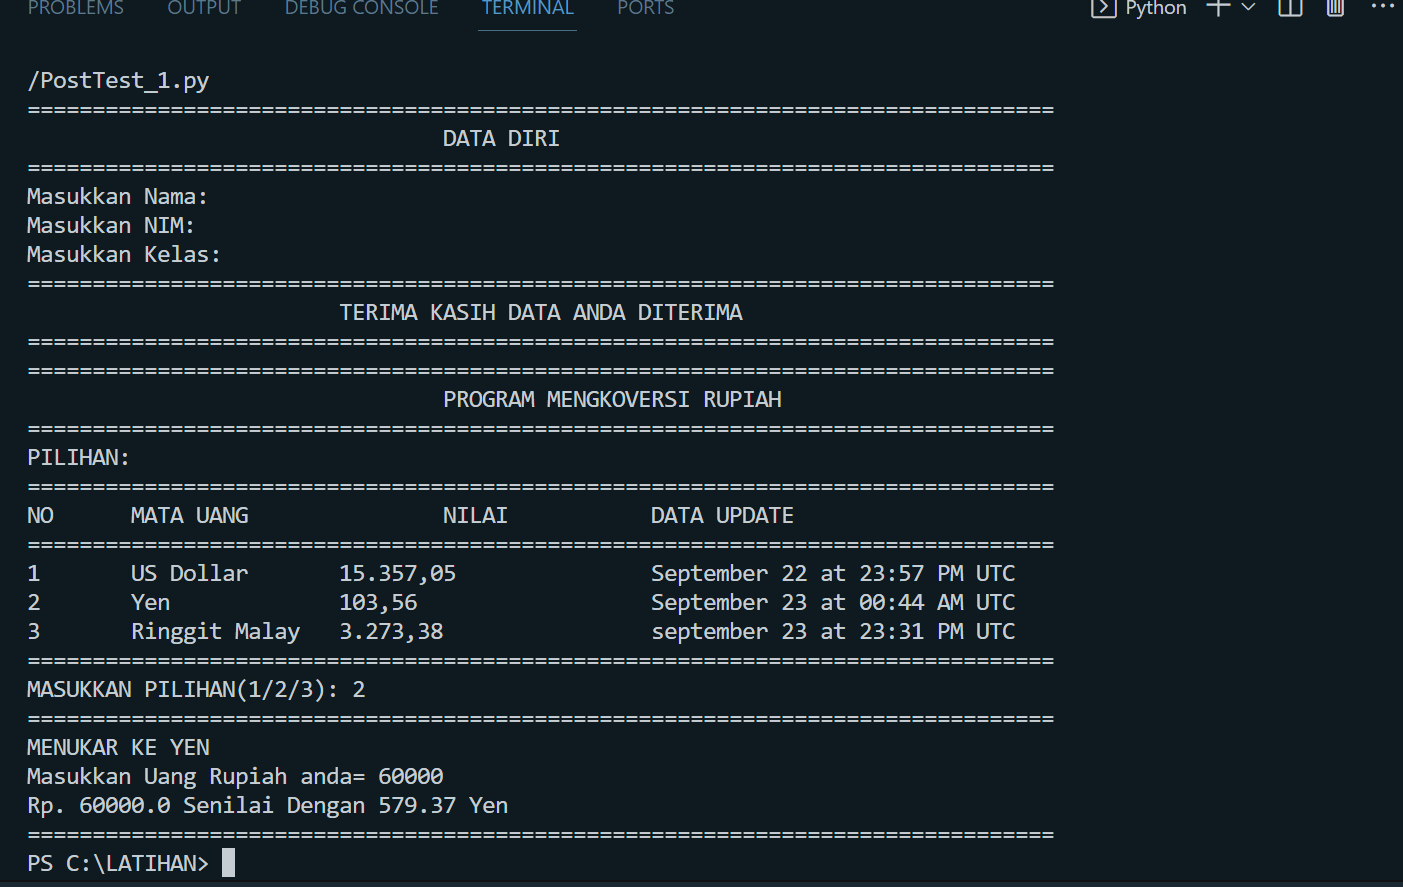 PROBLEMS OUTPUT DEBUG CONSOLE TERMINAL PORTS Python
/PostTest_1.py
===============================================================================
DATA DIRI
===============================================================================
Masukkan Nama:
Masukkan NIM:
Masukkan Kelas:
===============================================================================
TERIMA KASIH DATA ANDA DITERIMA
===============================================================================
===============================================================================
PROGRAM MENGKOVERSI RUPIAH
===============================================================================
PILIHAN:
===============================================================================
NO MATA UANG NILAI DATA UPDATE
===============================================================================
1 US Dollar 15.357,05 September 22 at 23:57 PM UTC
2 Yen 103,56 September 23 at 00:44 AM UTC
3 Ringgit Malay 3.273,38 september 23 at 23:31 PM UTC
===============================================================================
MASUKKAN PILIHAN(1/2/3): 2
===============================================================================
MENUKAR KE YEN
Masukkan Uang Rupiah anda= 60000
Rp. 60000.0 Senilai Dengan 579.37 Yen
===============================================================================
PS C:\LATIHAN>